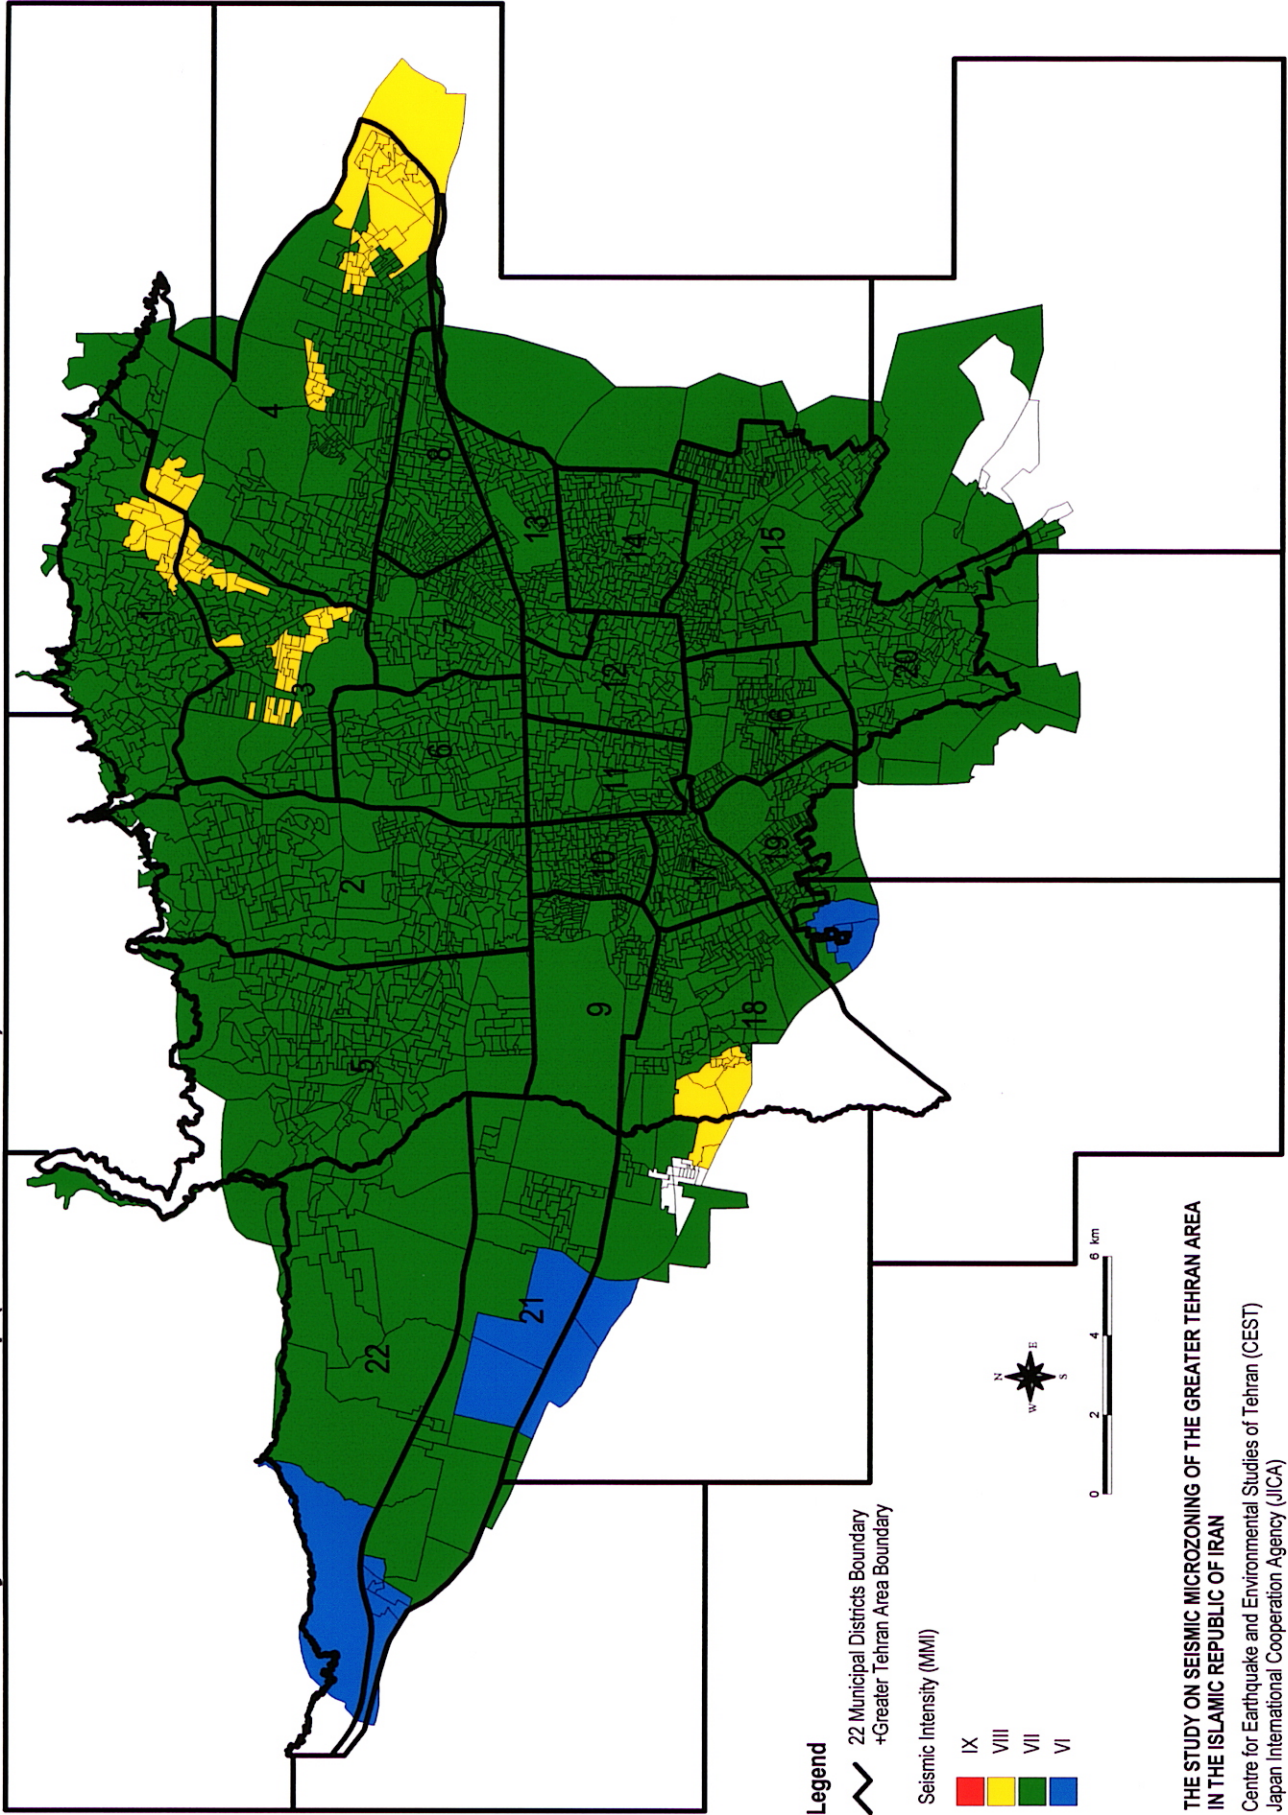 1
2
3
4
5
6
7
8
9
10
11
12
13
14
15
16
17
18
19
20
21
22
Legend
22 Municipal Districts Boundary
+Greater Tehran Area Boundary
Seismic Intensity (MMI)
IX
VIII
VII
VI
N
W E
S
0 2 4 6 km
THE STUDY ON SEISMIC MICROZONING OF THE GREATER TEHRAN AREA
IN THE ISLAMIC REPUBLIC OF IRAN
Centre for Earthquake and Environmental Studies of Tehran (CEST)
Japan International Cooperation Agency (JICA)